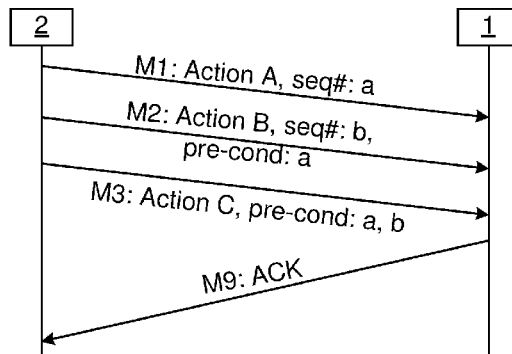 2
1
M1: Action A, seq#: a
M2: Action B, seq#: b,
pre-cond: a
M3: Action C, pre-cond: a, b
M9: ACK